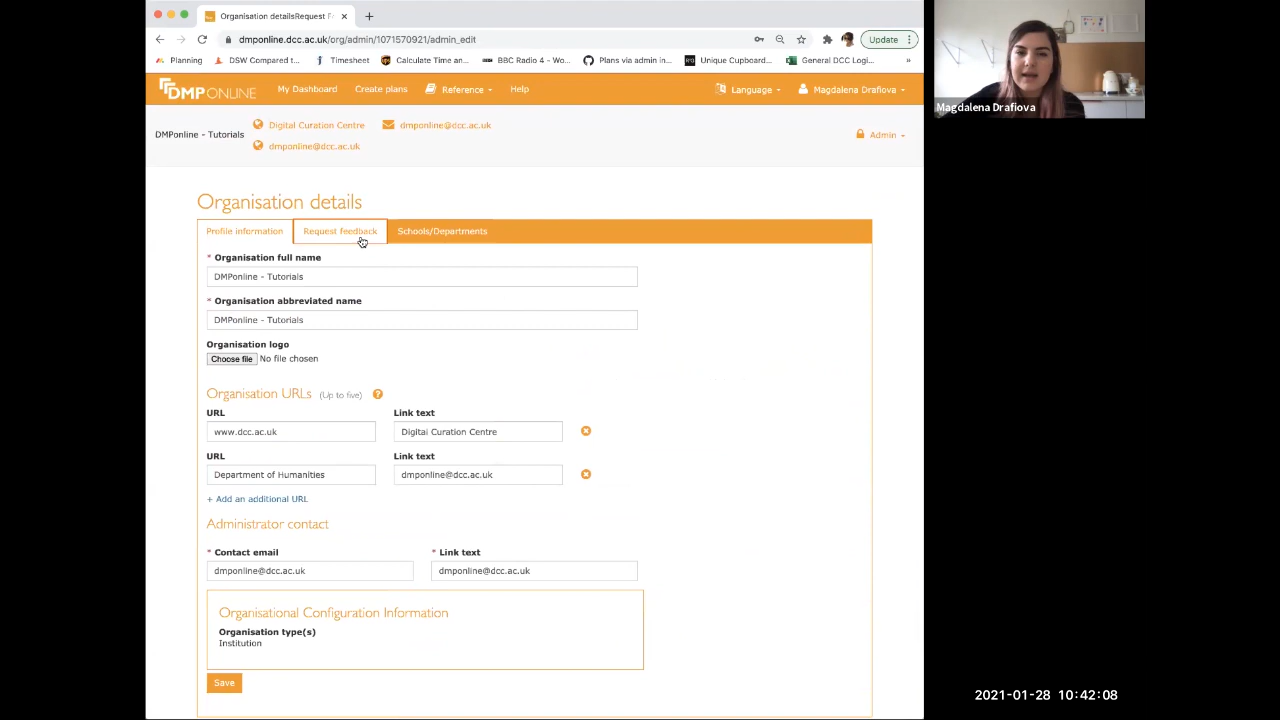 Organisation detailsRequest Fe
dmponline.dcc.ac.uk/org/admin/1071570921/admin_edit
Update
Planning
DSW Compared t...
Timesheet
Calculate Time an...
BBC Radio 4 - Wo...
Plans via admin in...
Unique Cupboard...
General DCC Logi...
»
DMPONLINE
My Dashboard
Create plans
Reference
Help
Language
Magdalena Drafiova
DMPonline - Tutorials
Digital Curation Centre
dmponline@dcc.ac.uk
dmponline@dcc.ac.uk
Admin
Organisation details
Profile information
Request feedback
Schools/Departments
* Organisation full name
DMPonline - Tutorials
* Organisation abbreviated name
DMPonline - Tutorials
Organisation logo
Choose file No file chosen
Organisation URLs (Up to five)
URL
Link text
www.dcc.ac.uk
Digital Curation Centre
URL
Link text
Department of Humanities
dmponline@dcc.ac.uk
+ Add an additional URL
Administrator contact
* Contact email
* Link text
dmponline@dcc.ac.uk
dmponline@dcc.ac.uk
Organisational Configuration Information
Organisation type(s)
Institution
Save
Magdalena Drafiova
2021-01-28 10:42:08